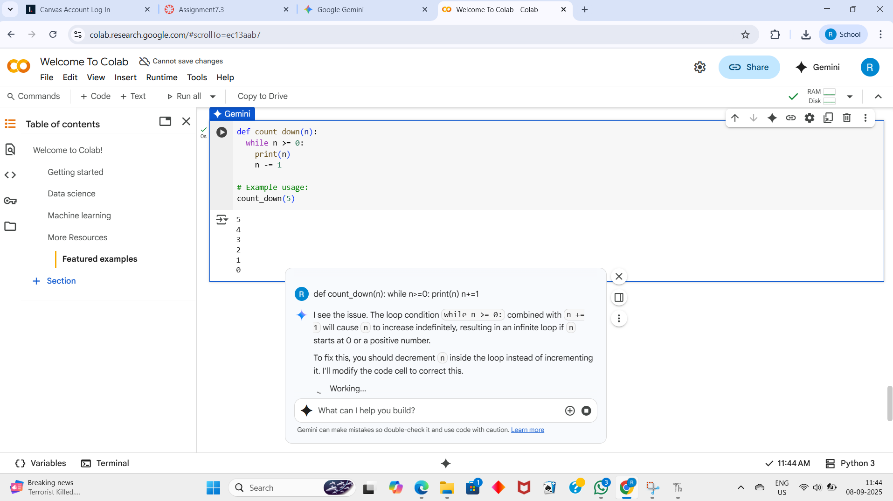 Canvas Account Log In
Assignment7.3
Google Gemini
Welcome To Colab - Colab
colab.research.google.com/#scrollTo=ec13aab7
School
Welcome To Colab
Cannot save changes
File Edit View Insert Runtime Tools Help
Share
Gemini
R
Commands + Code + Text Run all Copy to Drive
RAM
Disk
Table of contents
Welcome to Colab!
Getting started
Data science
Machine learning
More Resources
Featured examples
+ Section
Gemini
0s
def count_down(n):
while n >= 0:
print(n)
n -= 1
# Example usage:
count_down(5)
5
4
3
2
1
0
R def count_down(n): while n>=0: print(n) n+=1
I see the issue. The loop condition while n >= 0: combined with n +=
1 will cause n to increase indefinitely, resulting in an infinite loop if n
starts at 0 or a positive number.
To fix this, you should decrement n inside the loop instead of incrementing
it. I'll modify the code cell to correct this.
Working...
What can I help you build?
Gemini can make mistakes so double-check it and use code with caution. Learn more
Variables Terminal
11:44 AM Python 3
Breaking news
Terrorist Killed....
Search
ENG
US
11:44
08-09-2025